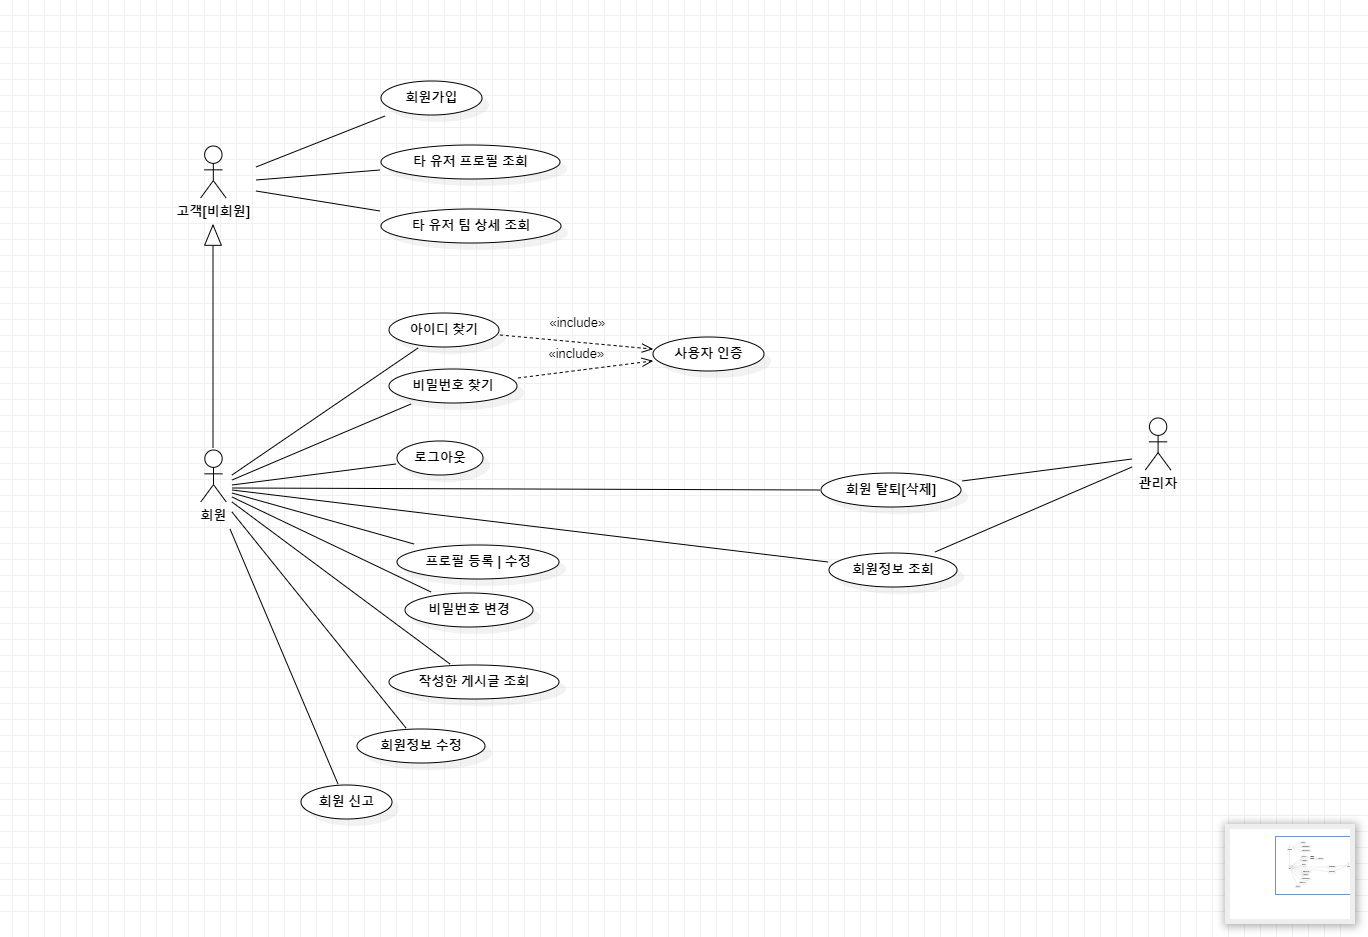 회원가입
타 유저 프로필 조회
고객[비회원]
타 유저 팀 상세 조회
아이디 찾기
«include»
사용자 인증
«include»
비밀번호 찾기
로그아웃
회원 탈퇴[삭제]
관리자
회원
프로필 등록 | 수정
회원정보 조회
비밀번호 변경
작성한 게시글 조회
회원정보 수정
회원 신고